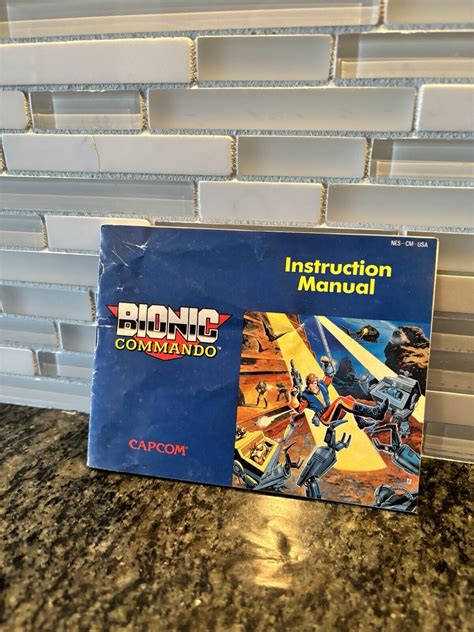 NES-CM-USA
Instruction
Manual
BIONIC
COMMANDO
CAPCOM